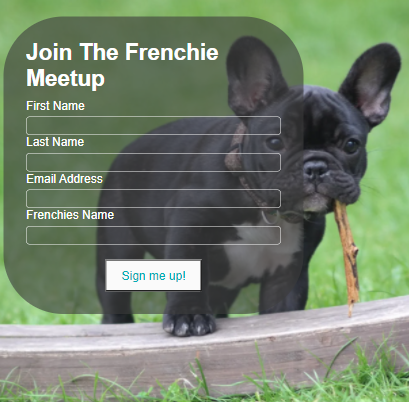 Join The Frenchie
Meetup
First Name
Last Name
Email Address
Frenchies Name
Sign me up!